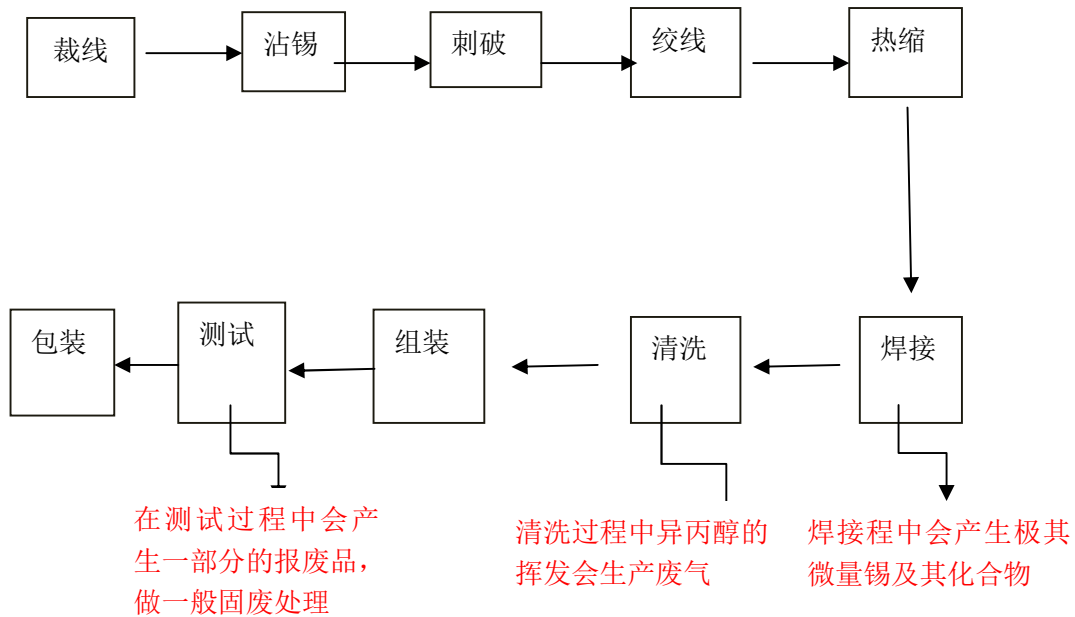 裁线
沾锡
刺破
绞线
热缩
包装
测试
组装
清洗
焊接
在测试过程中会产
生一部分的报废品，
做一般固废处理
清洗过程中异丙醇的
挥发会生产废气
焊接程中会产生极其
微量锡及其化合物